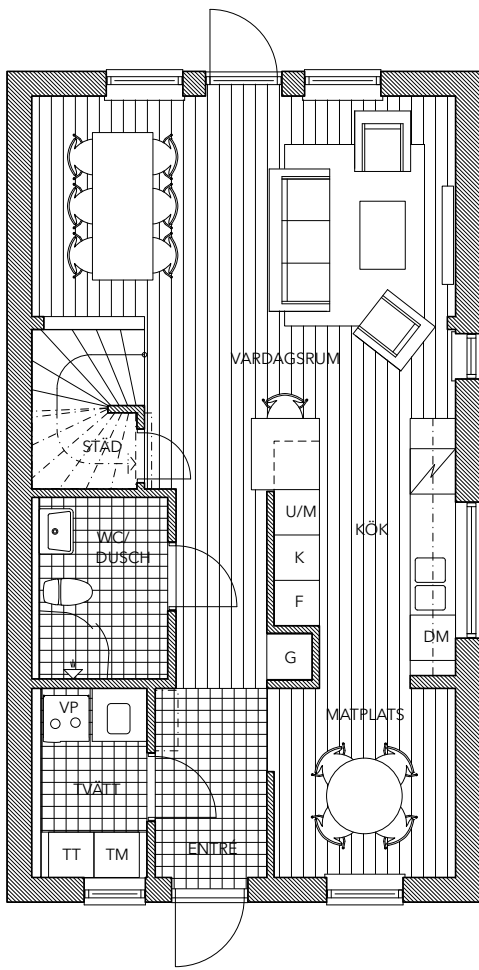 VARDAGSRUM
STÄD
U/M
WC/
DUSCH
KÖK
K
F
DM
G
VP
MATPLATS
TVÄTT
TT
TM
ENTRÉ